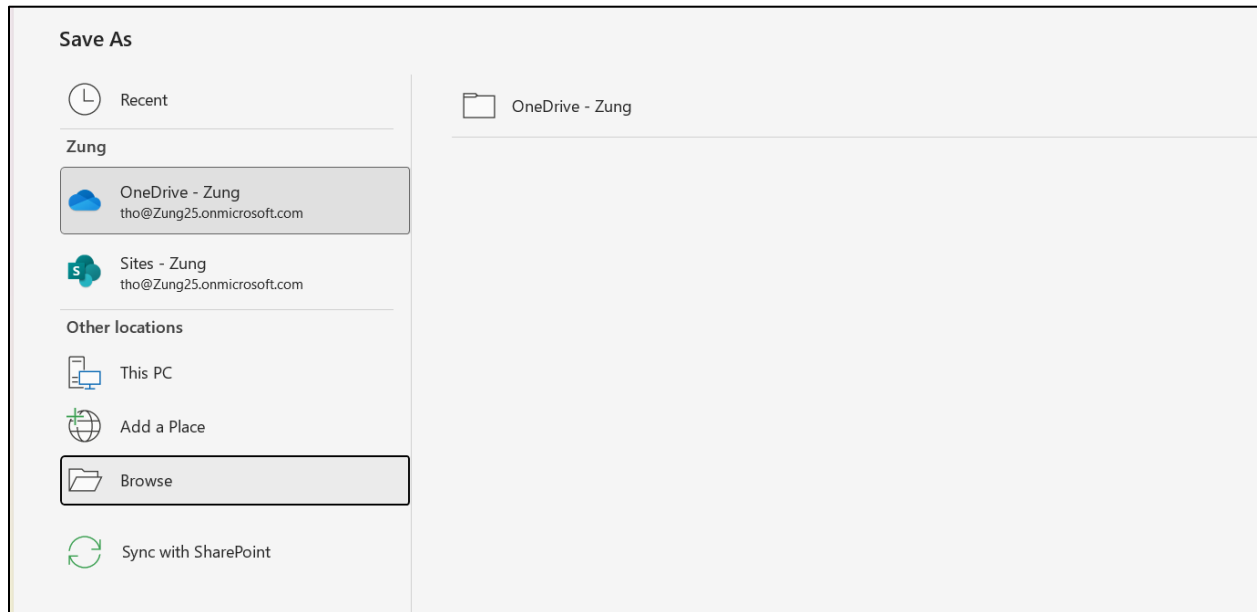 Save As
Recent
Zung
OneDrive - Zung
tho@Zung25.onmicrosoft.com
S
Sites - Zung
tho@Zung25.onmicrosoft.com
Other locations
This PC
Add a Place
Browse
Sync with SharePoint
OneDrive - Zung